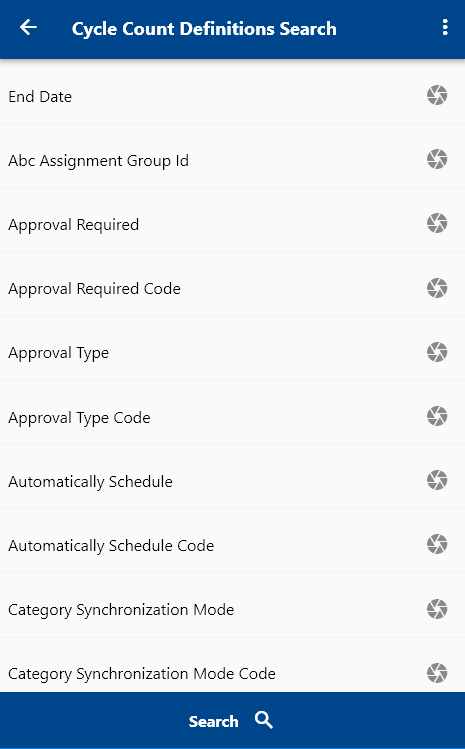 Cycle Count Definitions Search
End Date
Abc Assignment Group Id
Approval Required
Approval Required Code
Approval Type
Approval Type Code
Automatically Schedule
Automatically Schedule Code
Category Synchronization Mode
Category Synchronization Mode Code
Search